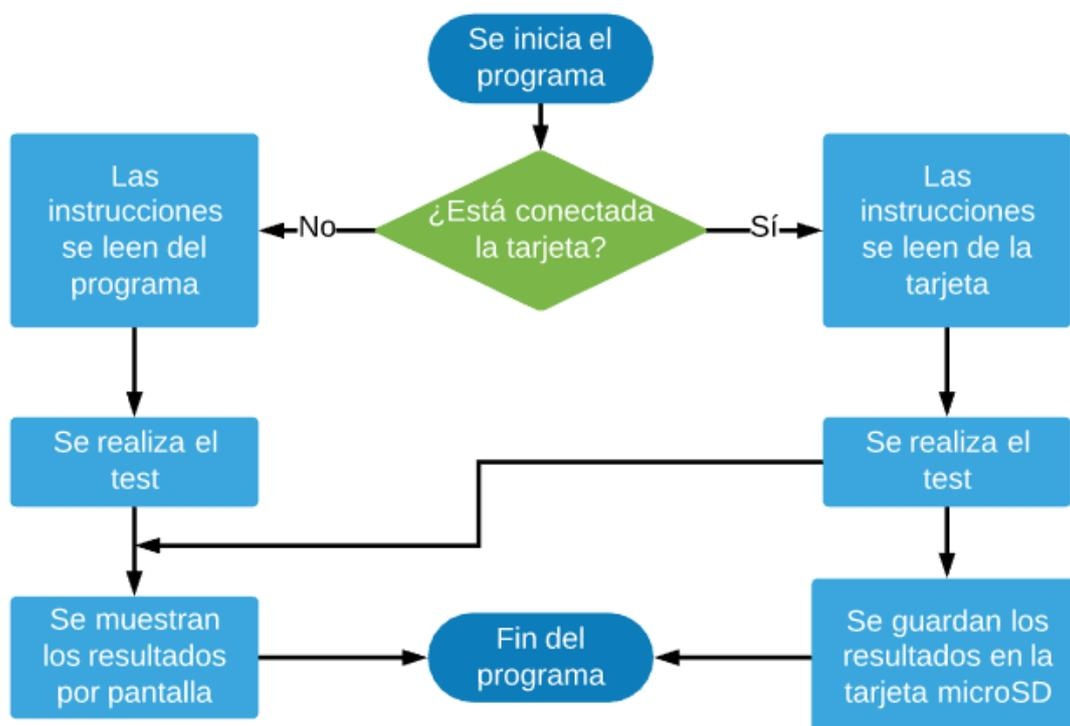 Se inicia el
programa
¿Está conectada
la tarjeta?
No
Sí
Las
instrucciones
se leen del
programa
Las
instrucciones
se leen de la
tarjeta
Se realiza el
test
Se realiza el
test
Se muestran
los resultados
por pantalla
Fin del
programa
Se guardan los
resultados en la
tarjeta microSD